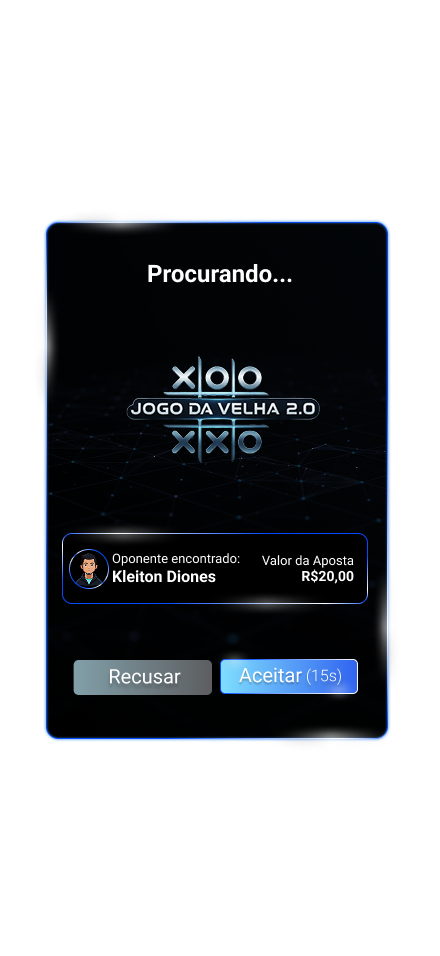 Procurando...
XOO
JOGO DA VELHA 2.0
XXO
Oponente encontrado:
Kleiton Diones
Valor da Aposta
R$20,00
Recusar
Aceitar (15s)